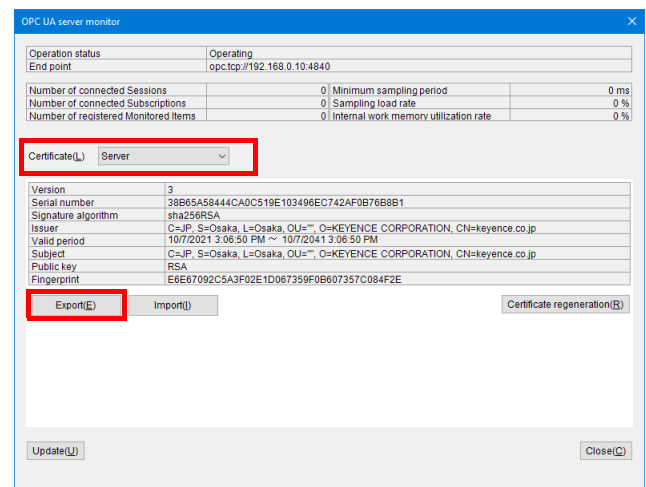 OPC UA server monitor
Operation status Operating
End point opc.tcp://192.168.0.10:4840
Number of connected Sessions 0 Minimum sampling period 0 ms
Number of connected Subscriptions 0 Sampling load rate 0 %
Number of registered Monitored Items 0 Internal work memory utilization rate 0 %
Certificate(L) Server
Version 3
Serial number 38B65A58444CA0C519E103496EC742AF0B76B8B1
Signature algorithm sha256RSA
Issuer C=JP, S=Osaka, L=Osaka, OU="", O=KEYENCE CORPORATION, CN=keyence.co.jp
Valid period 10/7/2021 3:06:50 PM ~ 10/7/2041 3:06:50 PM
Subject C=JP, S=Osaka, L=Osaka, OU="", O=KEYENCE CORPORATION, CN=keyence.co.jp
Public key RSA
Fingerprint E6E67092C5A3F02E1D067359F0B607357C084F2E
Export(E) Import(I) Certificate regeneration(R)
Update(U) Close(C)